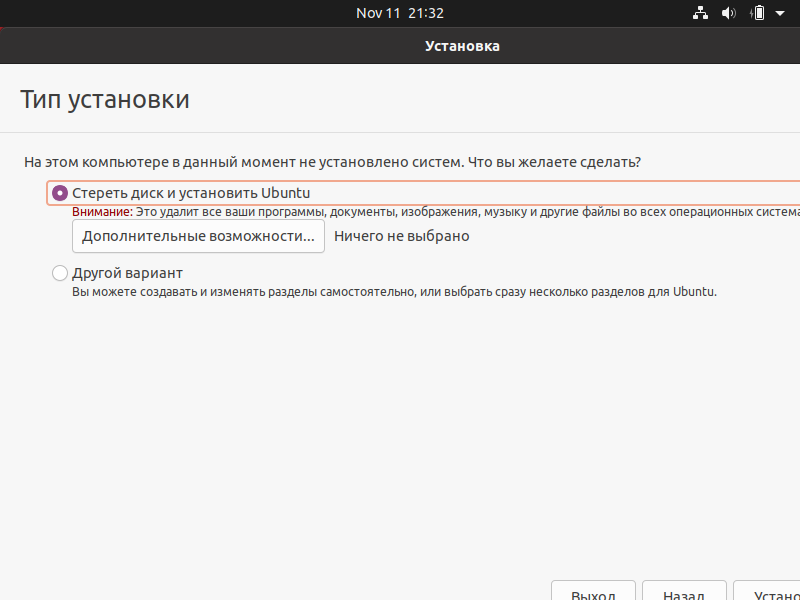 Nov 11 21:32
Установка
Тип установки
На этом компьютере в данный момент не установлено систем. Что вы желаете сделать?
Стереть диск и установить Ubuntu
Внимание: Это удалит все ваши программы, документы, изображения, музыку и другие файлы во всех операционных система
Дополнительные возможности... Ничего не выбрано
Другой вариант
Вы можете создавать и изменять разделы самостоятельно, или выбрать сразу несколько разделов для Ubuntu.
Выход Назад Устано